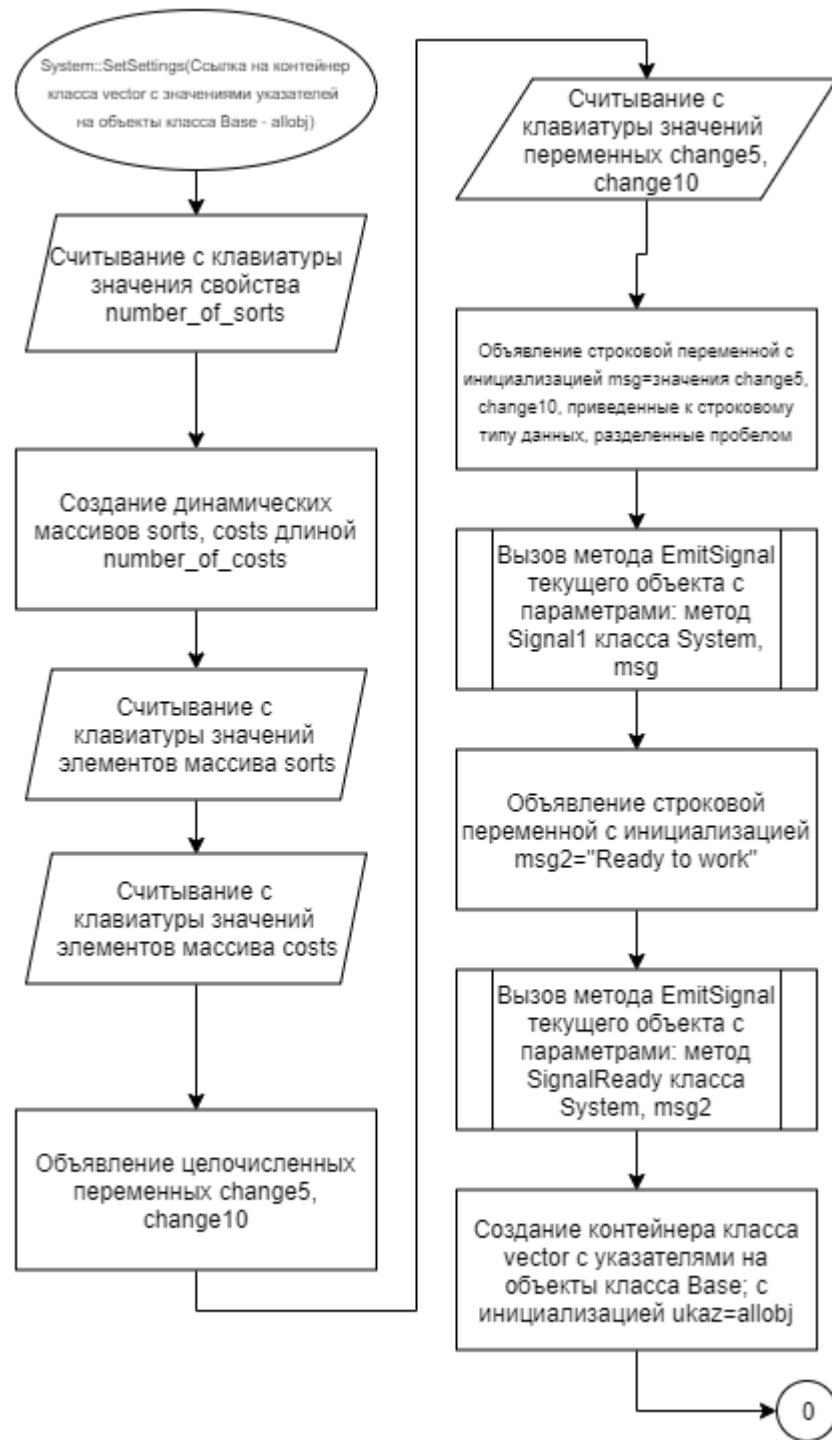 System::SetSettings(Ссылка на контейнер
класса vector с значениями указателей
на объекты класса Base - allobj)
Считывание с клавиатуры
значения свойства
number_of_sorts
Создание динамических
массивов sorts, costs длиной
number_of_costs
Считывание с
клавиатуры значений
элементов массива sorts
Считывание с
клавиатуры значений
элементов массива costs
Объявление целочисленных
переменных change5,
change10
Считывание с
клавиатуры значений
переменных change5,
change10
Объявление строковой переменной с
инициализацией msg=значения change5,
change10, приведенные к строковому
типу данных, разделенные пробелом
Вызов метода EmitSignal
текущего объекта с
параметрами: метод
Signal1 класса System,
msg
Объявление строковой
переменной с инициализацией
msg2="Ready to work"
Вызов метода EmitSignal
текущего объекта с
параметрами: метод
SignalReady класса
System, msg2
Создание контейнера класса
vector с указателями на
объекты класса Base; с
инициализацией ukaz=allobj
0